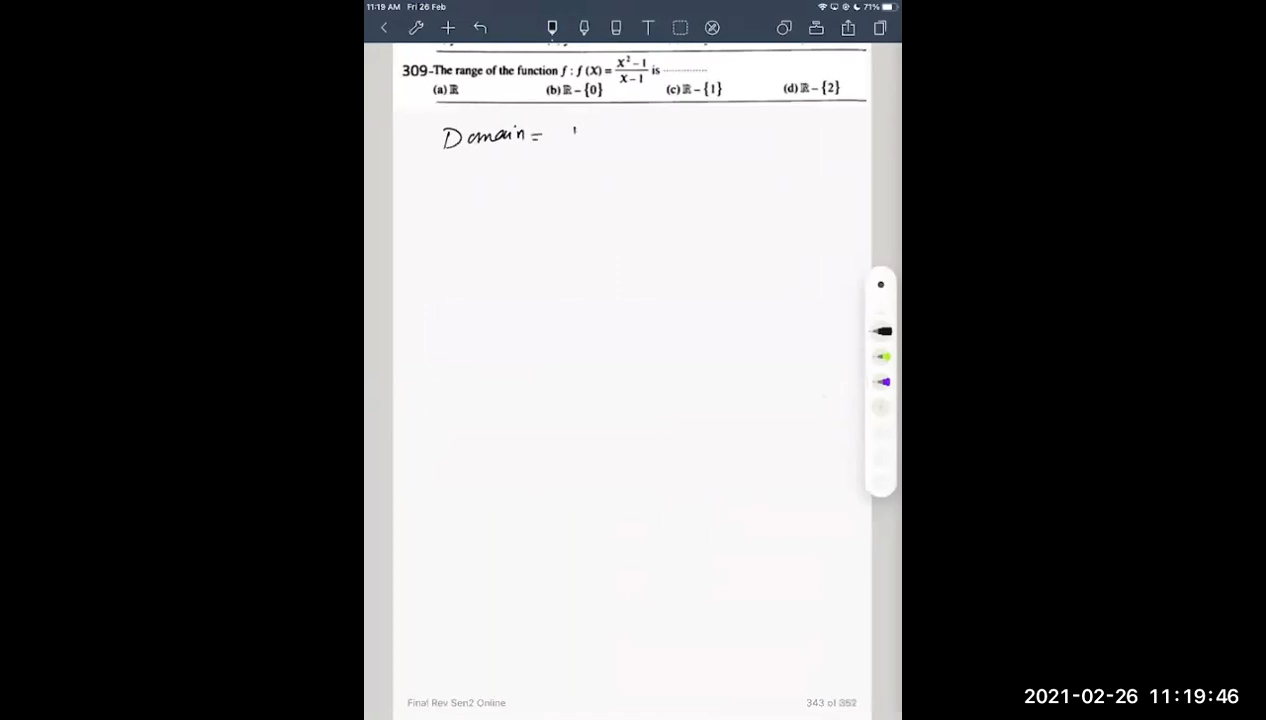 11:19 AM Fri 26 Feb 71%
T
309-The range of the function f : f (X) = X² − 1 / X − 1 is ............
(a) ℝ (b) ℝ − {0} (c) ℝ − {1} (d) ℝ − {2}
Domain =
Final Rev Sen2 Online 343 of 352
2021-02-26 11:19:46